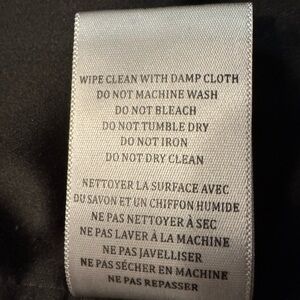 WIPE CLEAN WITH DAMP CLOTH
DO NOT MACHINE WASH
DO NOT BLEACH
DO NOT TUMBLE DRY
DO NOT IRON
DO NOT DRY CLEAN
NETTOYER LA SURFACE AVEC
DU SAVON ET UN CHIFFON HUMIDE
NE PAS NETTOYER À SEC
NE PAS LAVER À LA MACHINE
NE PAS JAVELLISER
NE PAS SÉCHER EN MACHINE
NE PAS REPASSER